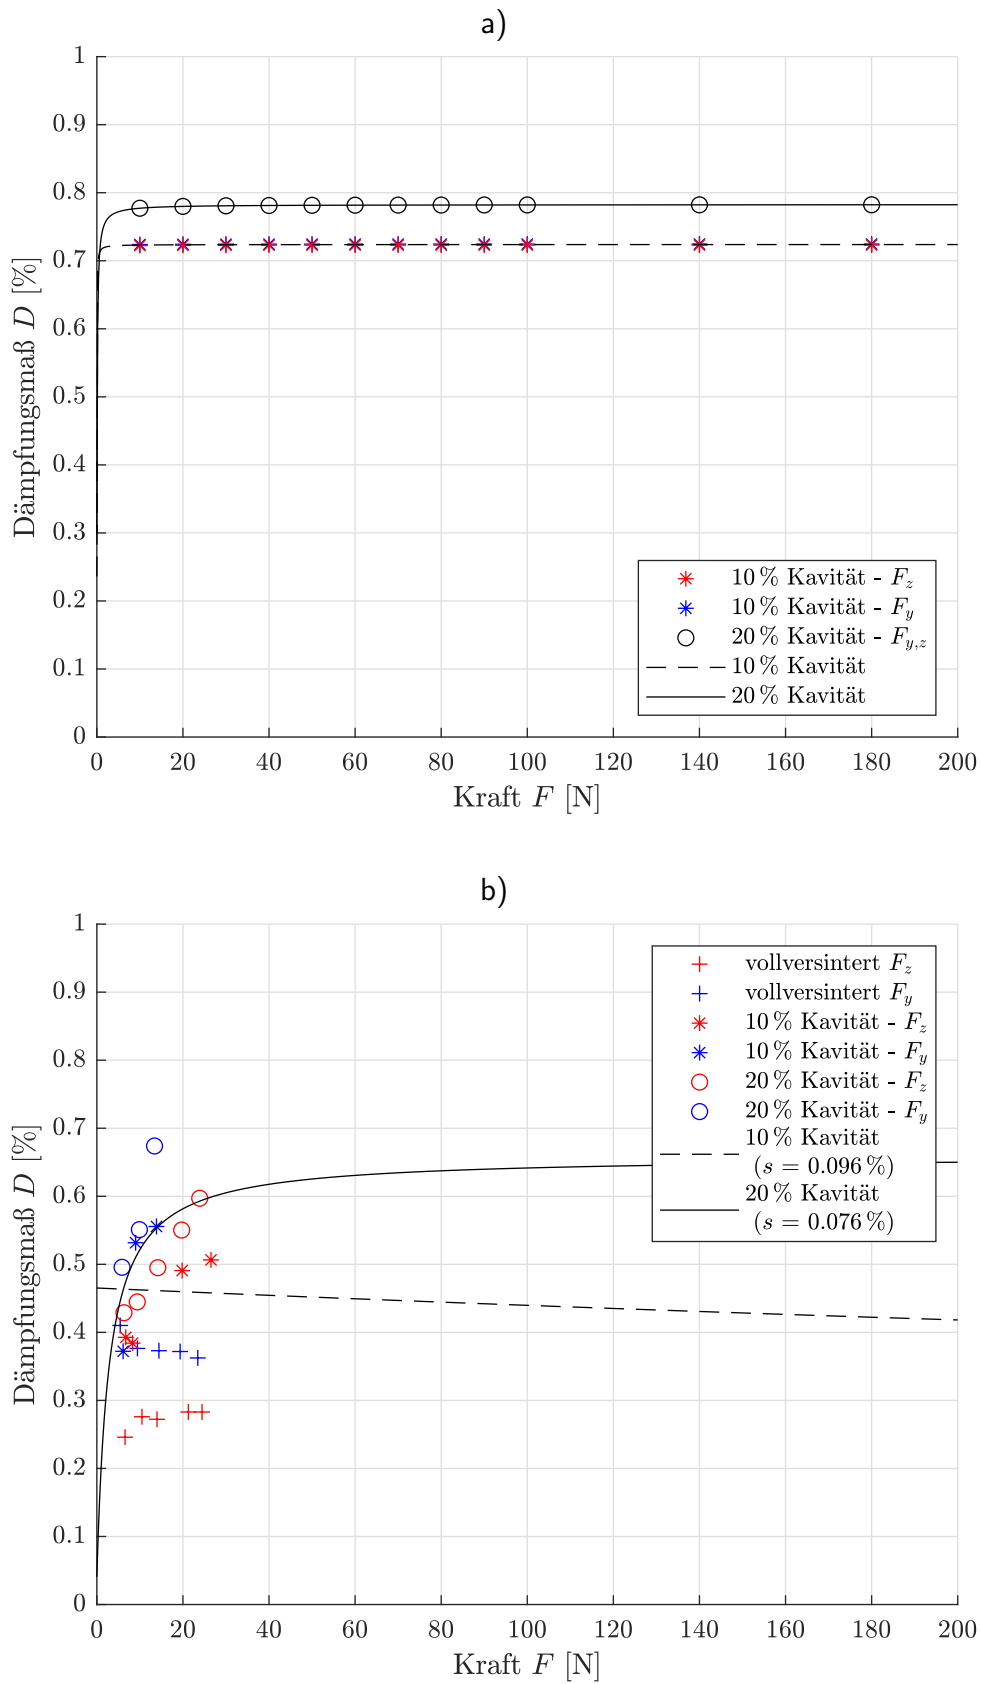 a)
1
0.9
0.8
0.7
0.6
0.5
0.4
0.3
0.2
0.1
0
Dämpfungsmaß D [%]
10 % Kavität - F_z
10 % Kavität - F_y
20 % Kavität - F_{y,z}
10 % Kavität
20 % Kavität
0 20 40 60 80 100 120 140 160 180 200
Kraft F [N]
b)
1
0.9
0.8
0.7
0.6
0.5
0.4
0.3
0.2
0.1
0
Dämpfungsmaß D [%]
vollversintert F_z
vollversintert F_y
10 % Kavität - F_z
10 % Kavität - F_y
20 % Kavität - F_z
20 % Kavität - F_y
10 % Kavität
(s = 0.096 %)
20 % Kavität
(s = 0.076 %)
0 20 40 60 80 100 120 140 160 180 200
Kraft F [N]